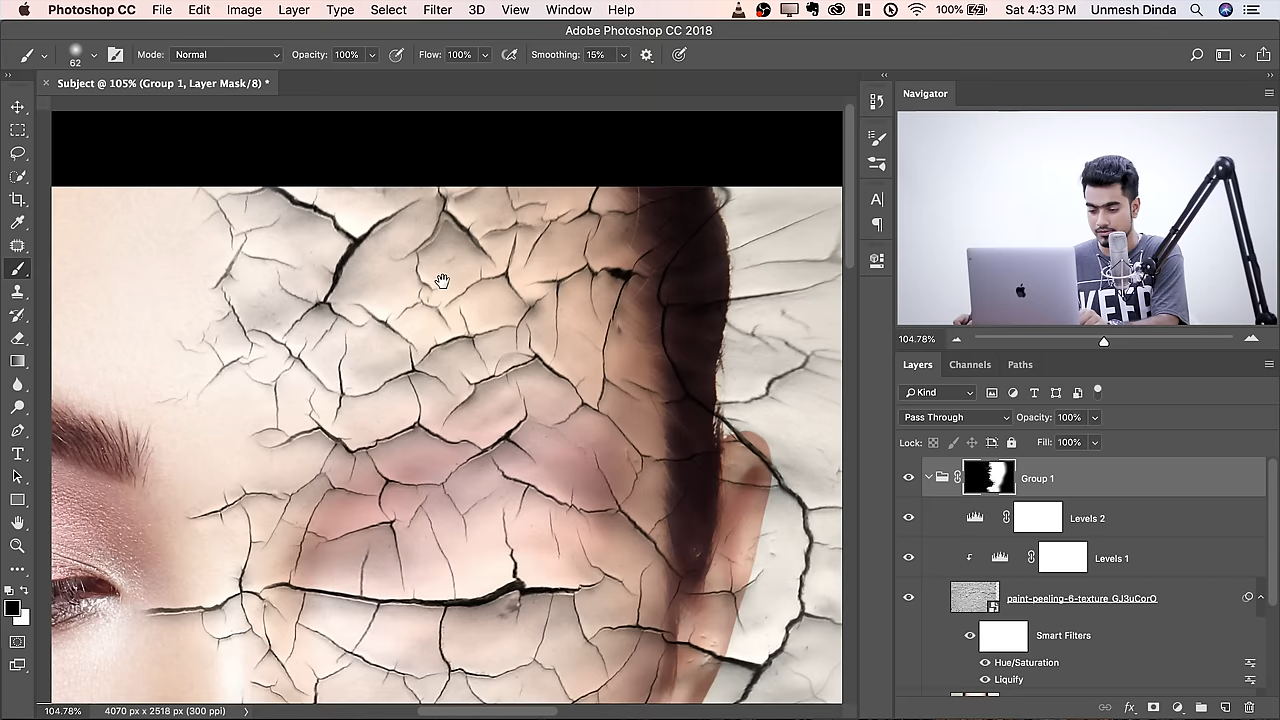 Photoshop CC File Edit Image Layer Type Select Filter 3D View Window Help 100% Sat 4:33 PM Unmesh Dinda
Adobe Photoshop CC 2018
62 Mode: Normal Opacity: 100% Flow: 100% Smoothing: 15%
Subject @ 105% (Group 1, Layer Mask/8) *
Navigator
KEEP
104.78%
Layers Channels Paths
Kind
Pass Through Opacity: 100%
Lock: Fill: 100%
Group 1
Levels 2
Levels 1
paint-peeling-6-texture_GJ3uCorO
Smart Filters
Hue/Saturation
Liquify
104.78% 4070 px x 2518 px (300 ppi)